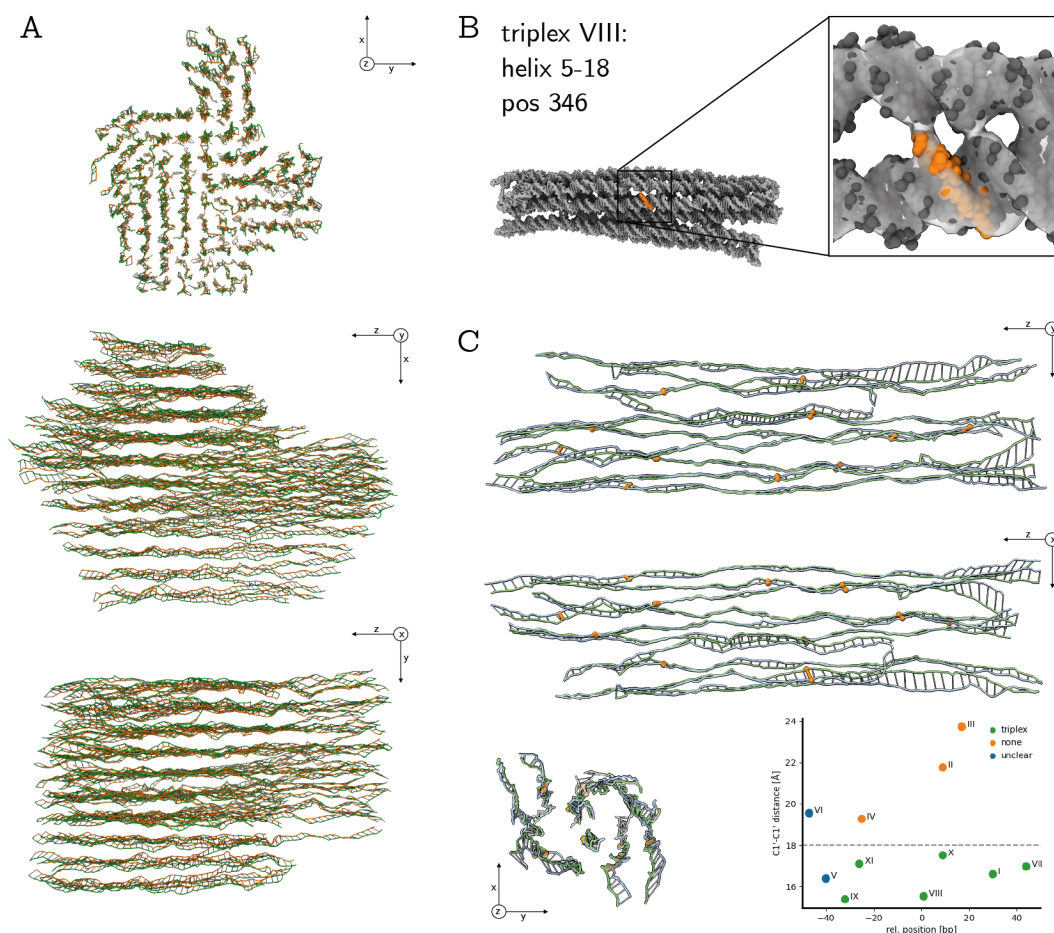 A
x
z
y
B
triplex VIII:
helix 5-18
pos 346
z
y
x
C
z
y
z
x
z
x
y
x
z
y
24
22
20
18
16
C1'-C1' distance [Å]
triplex
none
unclear
III
II
VI
IV
XI
X
VII
V
I
IX
VIII
−40
−20
0
20
40
rel. position [bp]